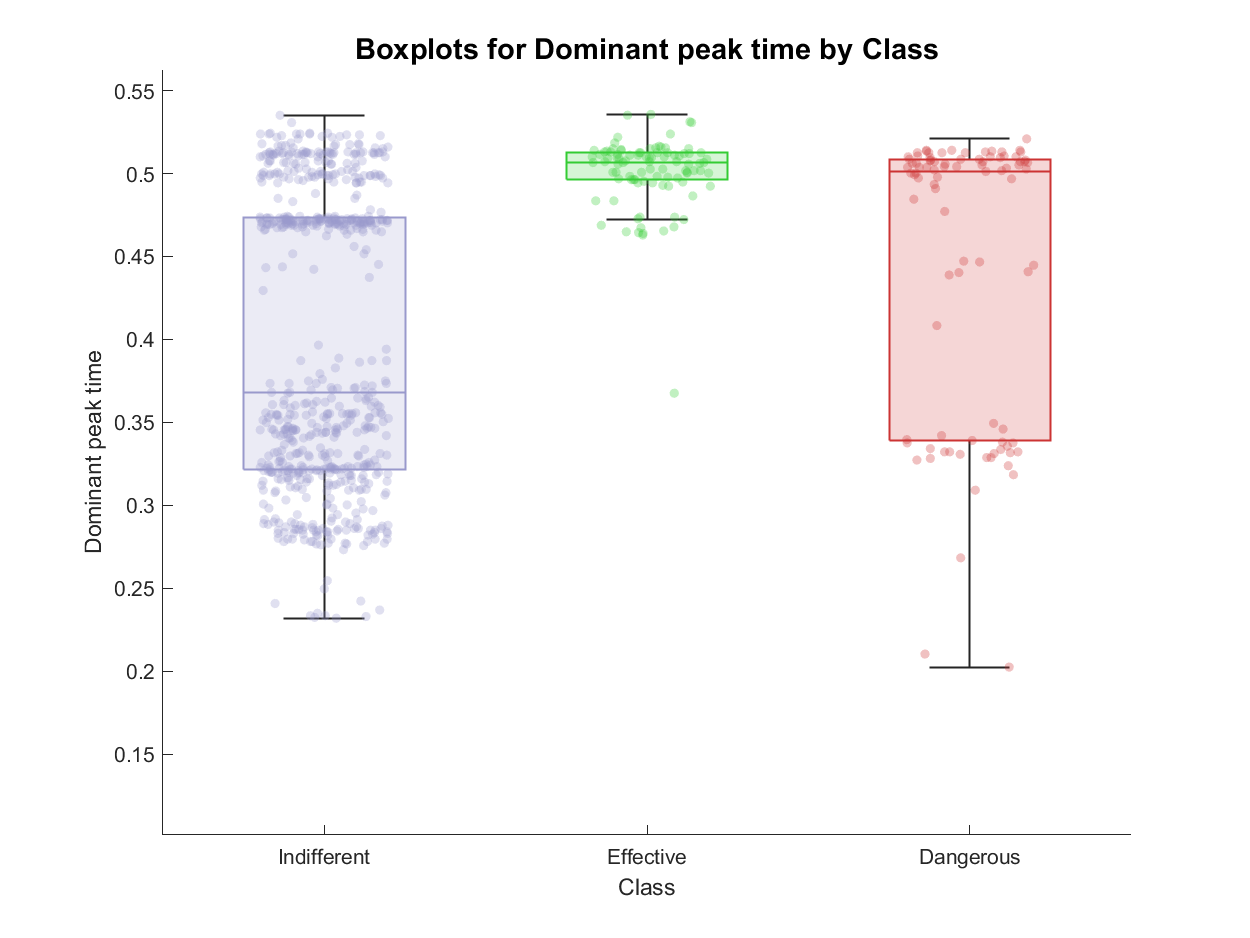 Boxplots for Dominant peak time by Class
0.55
0.5
0.45
0.4
0.35
0.3
0.25
0.2
0.15
Dominant peak time
Indifferent
Effective
Dangerous
Class